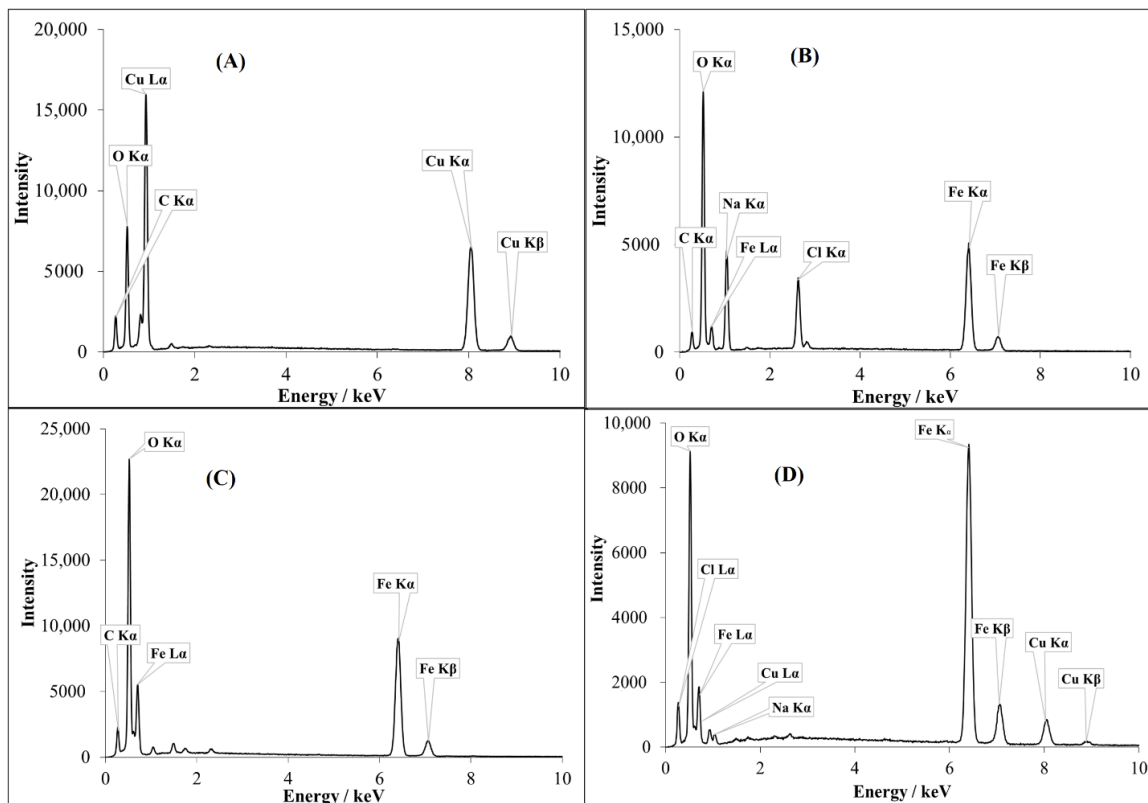 (A)
20,000
15,000
10,000
5000
0
Intensity
Cu Lα
O Kα
C Kα
Cu Kα
Cu Kβ
0 2 4 6 8 10
Energy / keV
(B)
15,000
10,000
5000
0
Intensity
O Kα
Na Kα
C Kα
Fe Lα
Cl Kα
Fe Kα
Fe Kβ
0 2 4 6 8 10
Energy / keV
(C)
25,000
20,000
15,000
10,000
5000
0
Intensity
O Kα
C Kα
Fe Lα
Fe Kα
Fe Kβ
0 2 4 6 8 10
Energy / keV
(D)
10,000
8000
6000
4000
2000
0
Intensity
O Kα
Cl Lα
Fe Lα
Cu Lα
Na Kα
Fe Kα
Fe Kβ
Cu Kα
Cu Kβ
0 2 4 6 8 10
Energy / keV